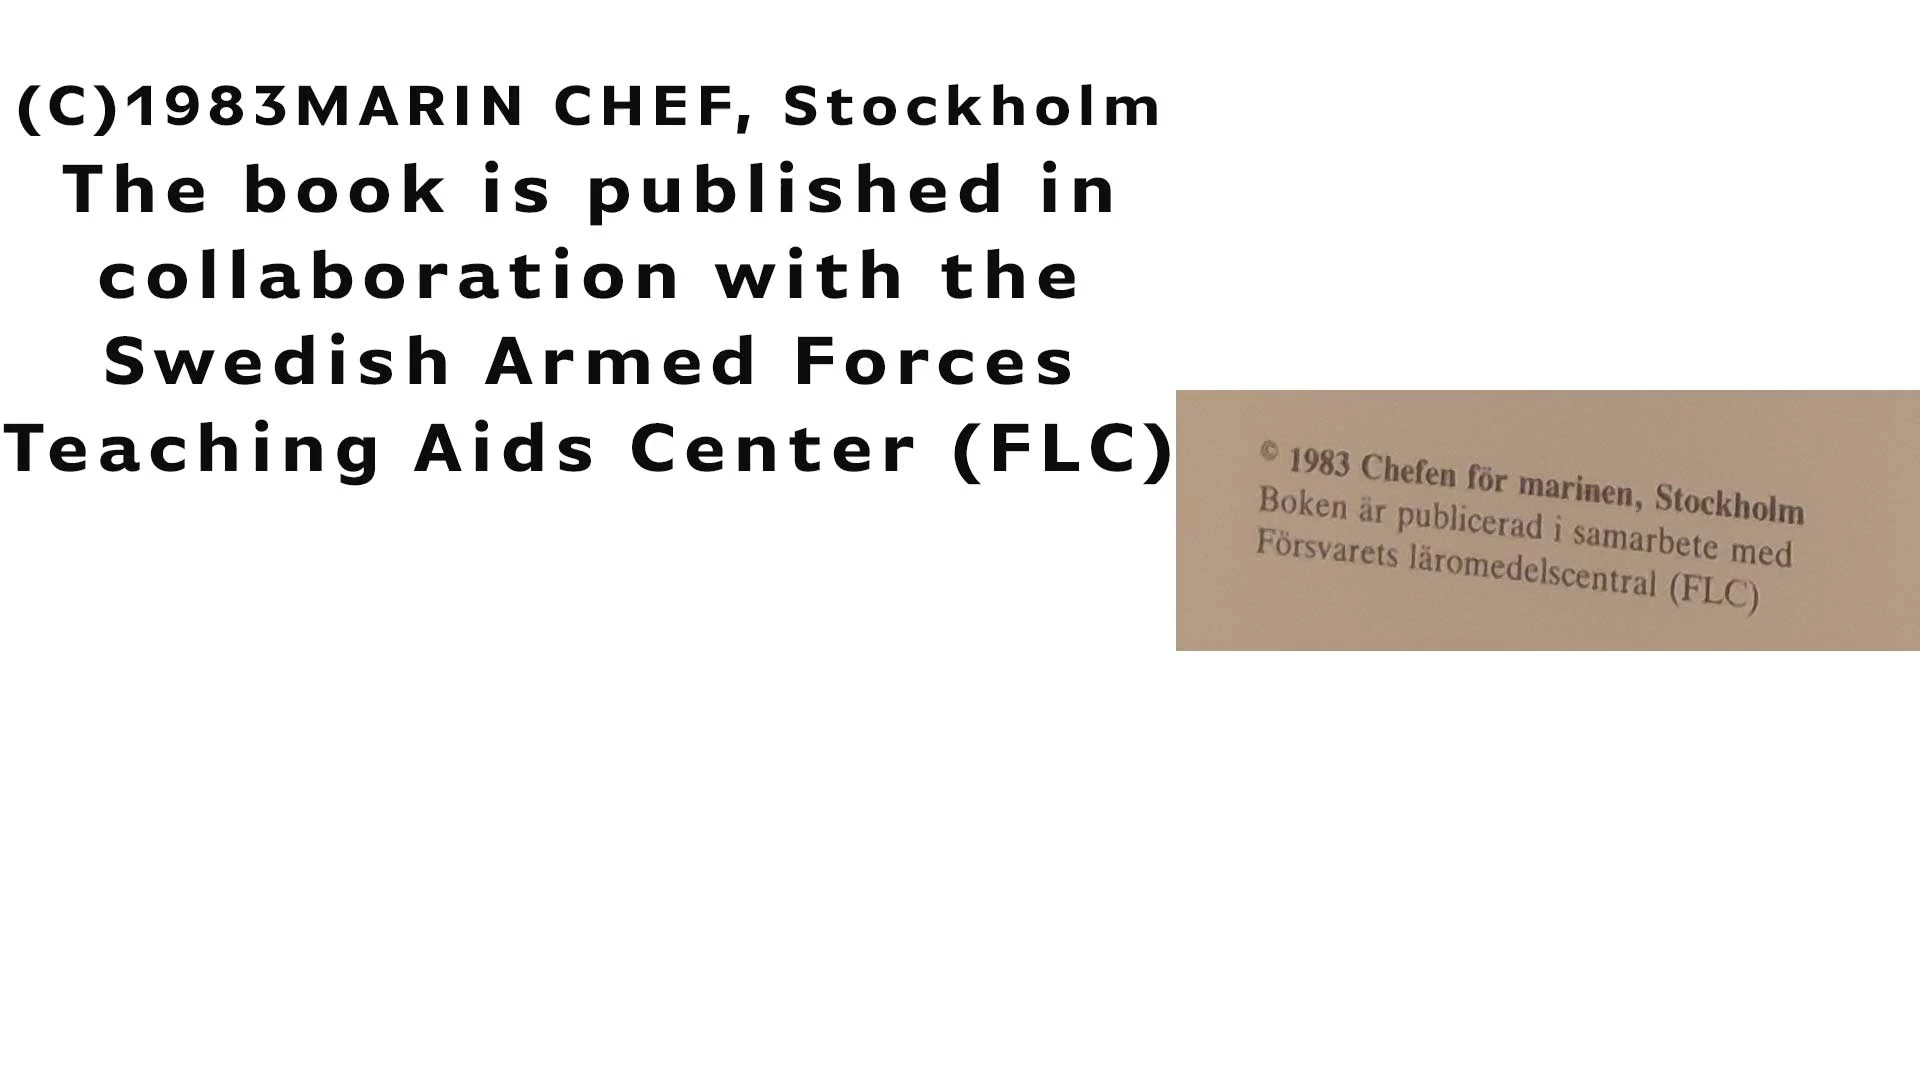 (C)1983MARIN CHEF, Stockholm
The book is published in
collaboration with the
Swedish Armed Forces
Teaching Aids Center (FLC)
© 1983 Chefen för marinen, Stockholm
Boken är publicerad i samarbete med
Försvarets läromedelscentral (FLC)